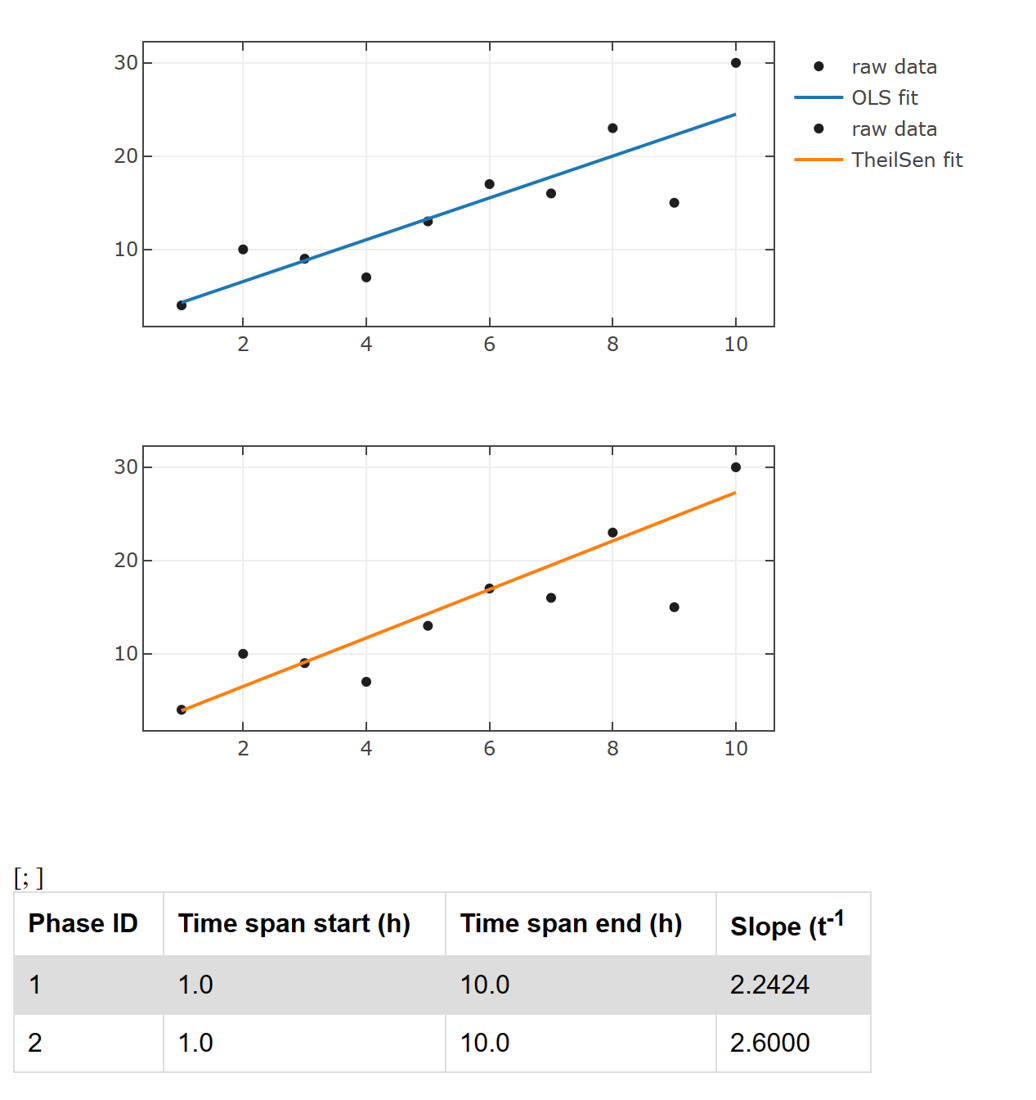 30
20
10
2 4 6 8 10
raw data
OLS fit
raw data
TheilSen fit
30
20
10
2 4 6 8 10
[; ]
Phase ID Time span start (h) Time span end (h) Slope (t-1
1 1.0 10.0 2.2424
2 1.0 10.0 2.6000